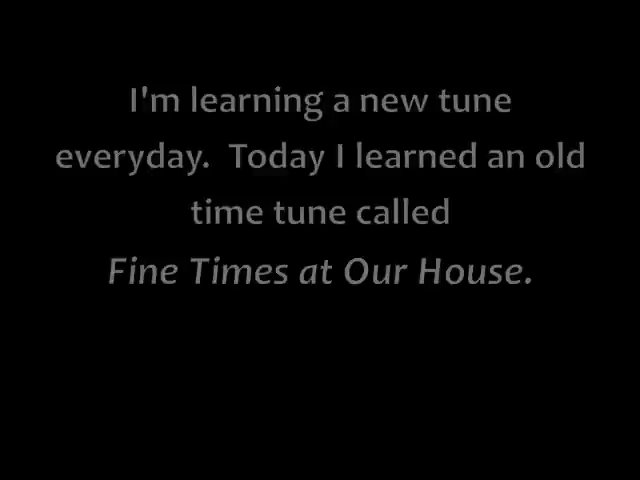 I'm learning a new tune
everyday.  Today I learned an old
time tune called
Fine Times at Our House.